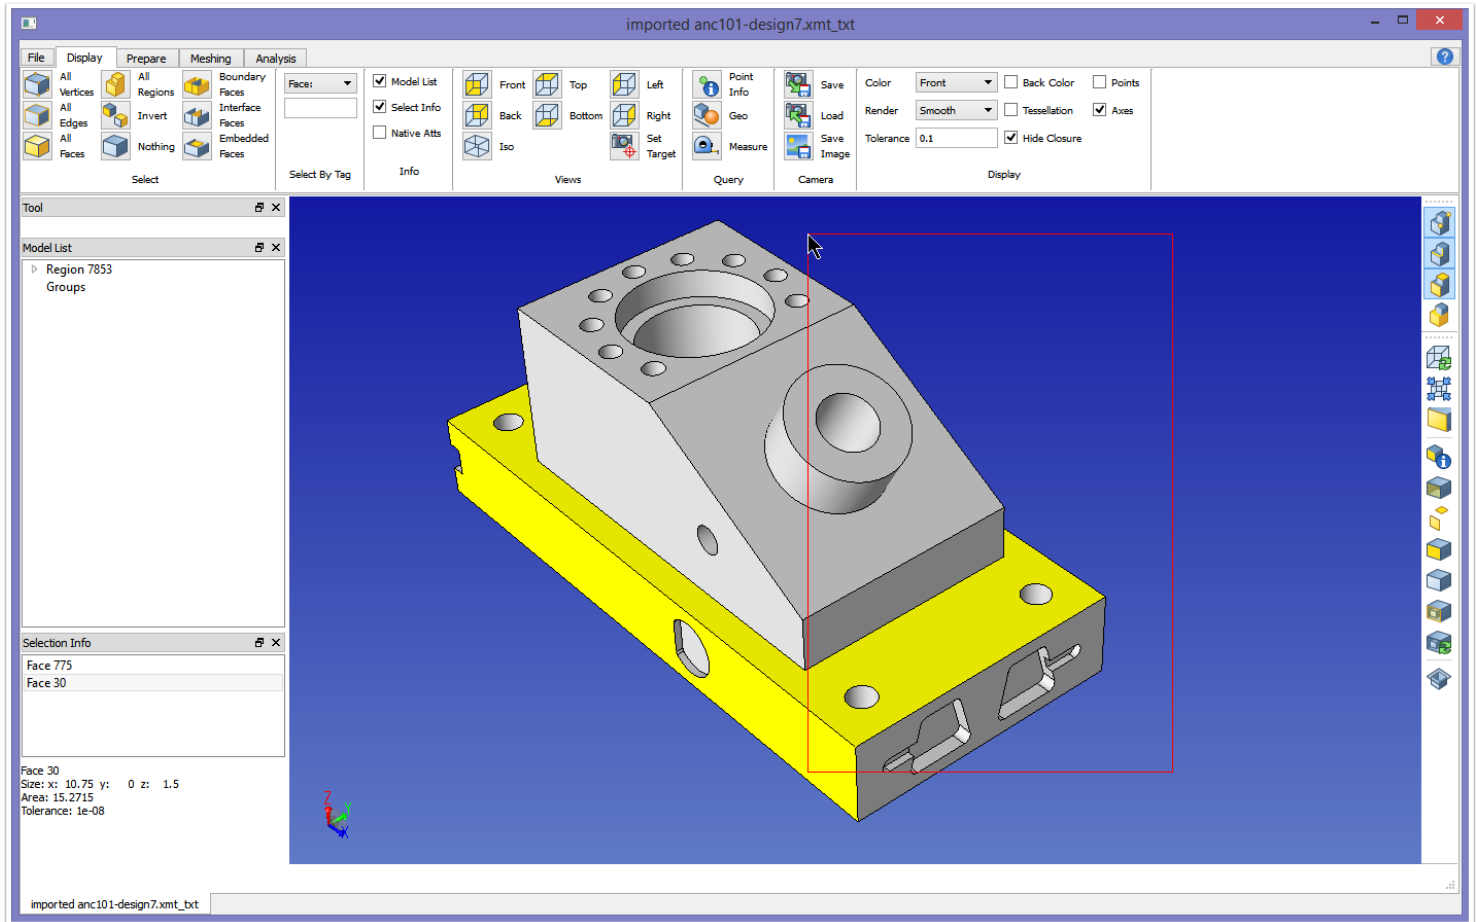 imported anc101-design7.xmt_txt
File Display Prepare Meshing Analysis
All Vertices
All Edges
All Faces
All Regions
Invert
Nothing
Boundary Faces
Interface Faces
Embedded Faces
Select
Face:
Select By Tag
Model List
Select Info
Native Atts
Info
Front Top Left
Back Bottom Right
Iso Set Target
Views
Point Info
Geo
Measure
Query
Save
Load
Save Image
Camera
Color Front Back Color Points
Render Smooth Tessellation Axes
Tolerance 0.1 Hide Closure
Display
Tool
Model List
Region 7853
Groups
Selection Info
Face 775
Face 30
Face 30
Size: x: 10.75 y: 0 z: 1.5
Area: 15.2715
Tolerance: 1e-08
Z
Y
X
imported anc101-design7.xmt_txt